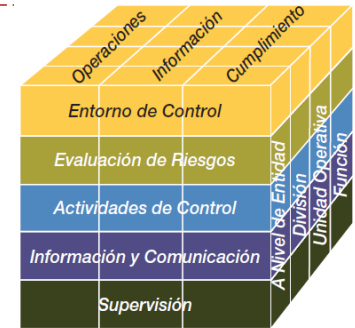 Operaciones
Información
Cumplimiento
Entorno de Control
Evaluación de Riesgos
Actividades de Control
Información y Comunicación
Supervisión
A Nivel de Entidad
División
Unidad Operativa
Función